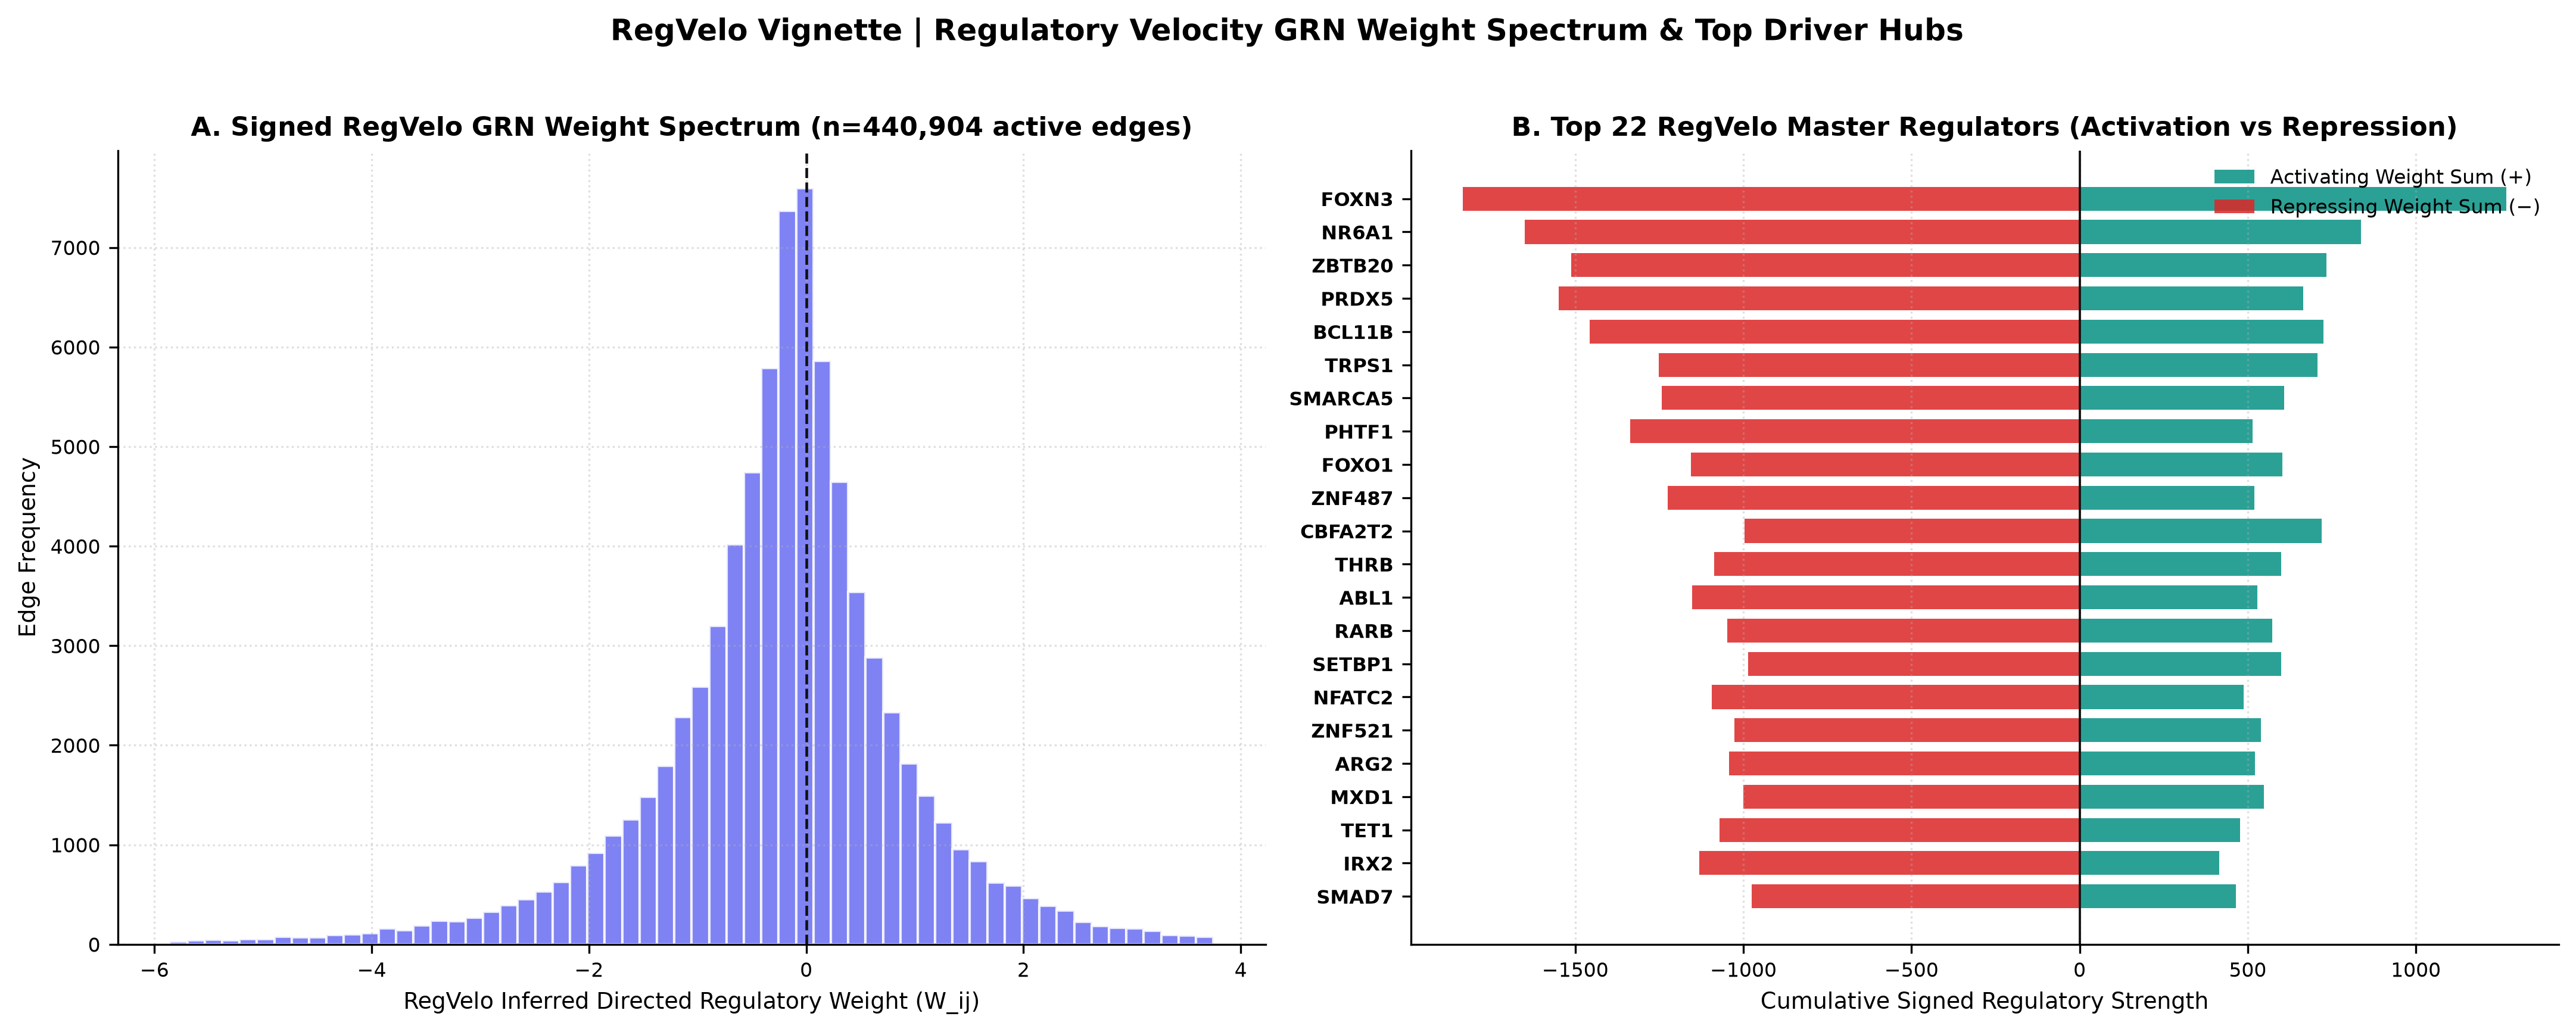 RegVelo Vignette | Regulatory Velocity GRN Weight Spectrum & Top Driver Hubs
A. Signed RegVelo GRN Weight Spectrum (n=440,904 active edges)
Edge Frequency
7000
6000
5000
4000
3000
2000
1000
0
−6
−4
−2
0
2
4
RegVelo Inferred Directed Regulatory Weight (W_ij)
B. Top 22 RegVelo Master Regulators (Activation vs Repression)
Activating Weight Sum (+)
Repressing Weight Sum (−)
FOXN3
NR6A1
ZBTB20
PRDX5
BCL11B
TRPS1
SMARCA5
PHTF1
FOXO1
ZNF487
CBFA2T2
THRB
ABL1
RARB
SETBP1
NFATC2
ZNF521
ARG2
MXD1
TET1
IRX2
SMAD7
−1500
−1000
−500
0
500
1000
Cumulative Signed Regulatory Strength